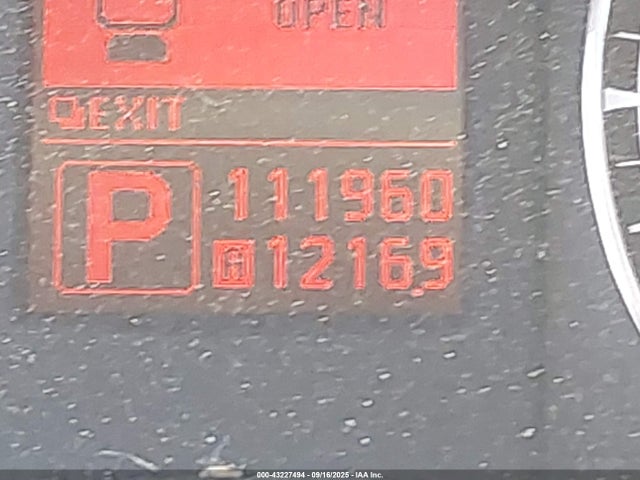 OPEN
EXIT
P
111960
A 12169
000-43227494 - 09/16/2025 - IAA Inc.